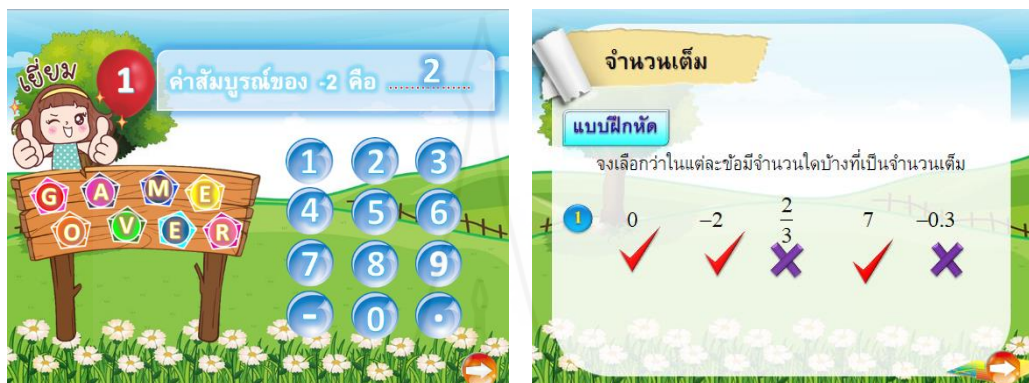 เยี่ยม
1 ค่าสัมบูรณ์ของ -2 คือ ........2........
GAME
OVER
1 2 3
4 5 6
7 8 9
- 0 .
จำนวนเต็ม
แบบฝึกหัด
จงเลือกว่าในแต่ละข้อมีจำนวนใดบ้างที่เป็นจำนวนเต็ม
1 0 –2 2/3 7 –0.3